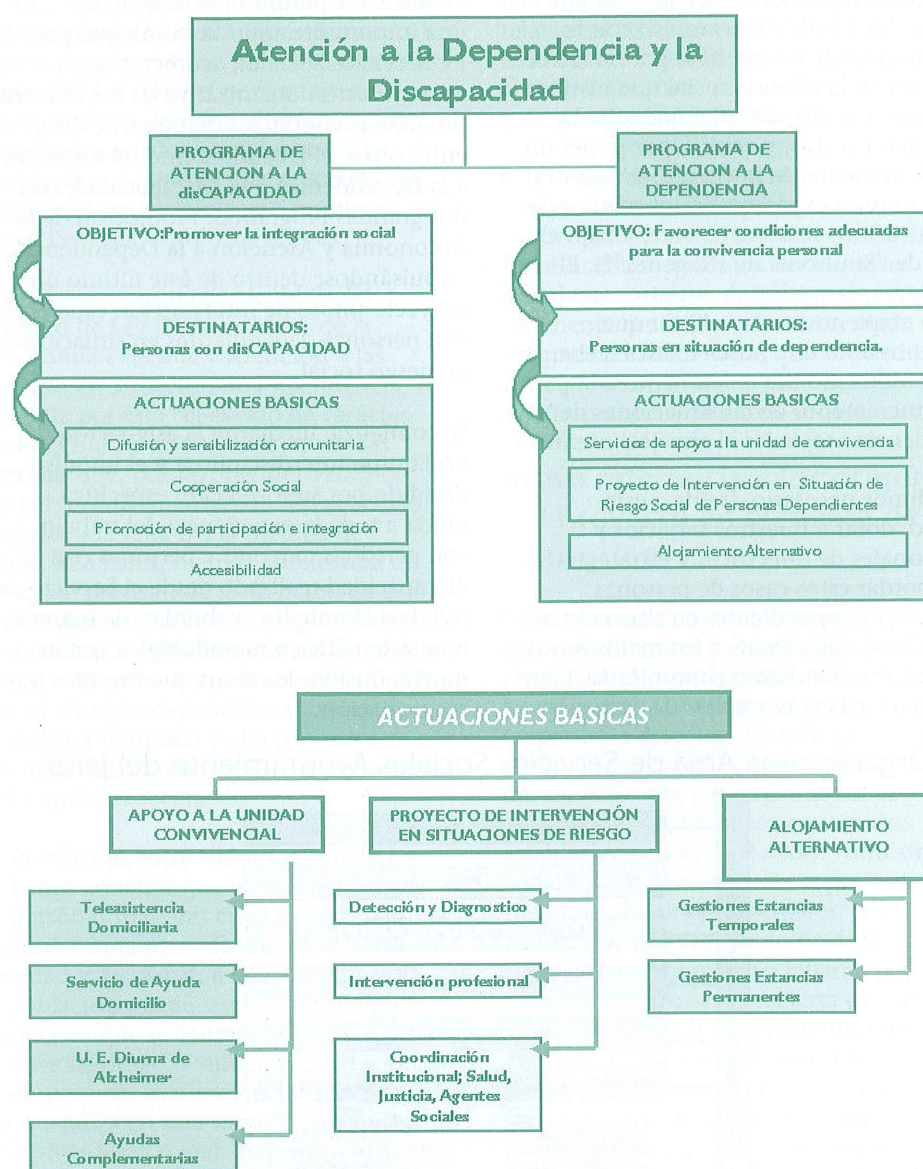 Atención a la Dependencia y la
Discapacidad
PROGRAMA DE
ATENCION A LA
disCAPACIDAD
OBJETIVO:Promover la integración social
DESTINATARIOS:
Personas con disCAPACIDAD
ACTUACIONES BASICAS
Difusión y sensibilización comunitaria
Cooperación Social
Promoción de participación e integración
Accesibilidad
PROGRAMA DE
ATENCION A LA
DEPENDENCIA
OBJETIVO: Favorecer condiciones adecuadas
para la convivencia personal
DESTINATARIOS:
Personas en situación de dependencia.
ACTUACIONES BASICAS
Servicios de apoyo a la unidad de convivencia
Proyecto de Intervención en Situación de
Riesgo Social de Personas Dependientes
Alojamiento Alternativo
ACTUACIONES BASICAS
APOYO A LA UNIDAD
CONVIVENCIAL
Teleasistencia
Domiciliaria
Servicio de Ayuda
Domicilio
U. E. Diurna de
Alzheimer
Ayudas
Complementarias
PROYECTO DE INTERVENCIÓN
EN SITUACIONES DE RIESGO
Detección y Diagnostico
Intervención profesional
Coordinación
Institucional; Salud,
Justicia, Agentes
Sociales
ALOJAMIENTO
ALTERNATIVO
Gestiones Estancias
Temporales
Gestiones Estancias
Permanentes